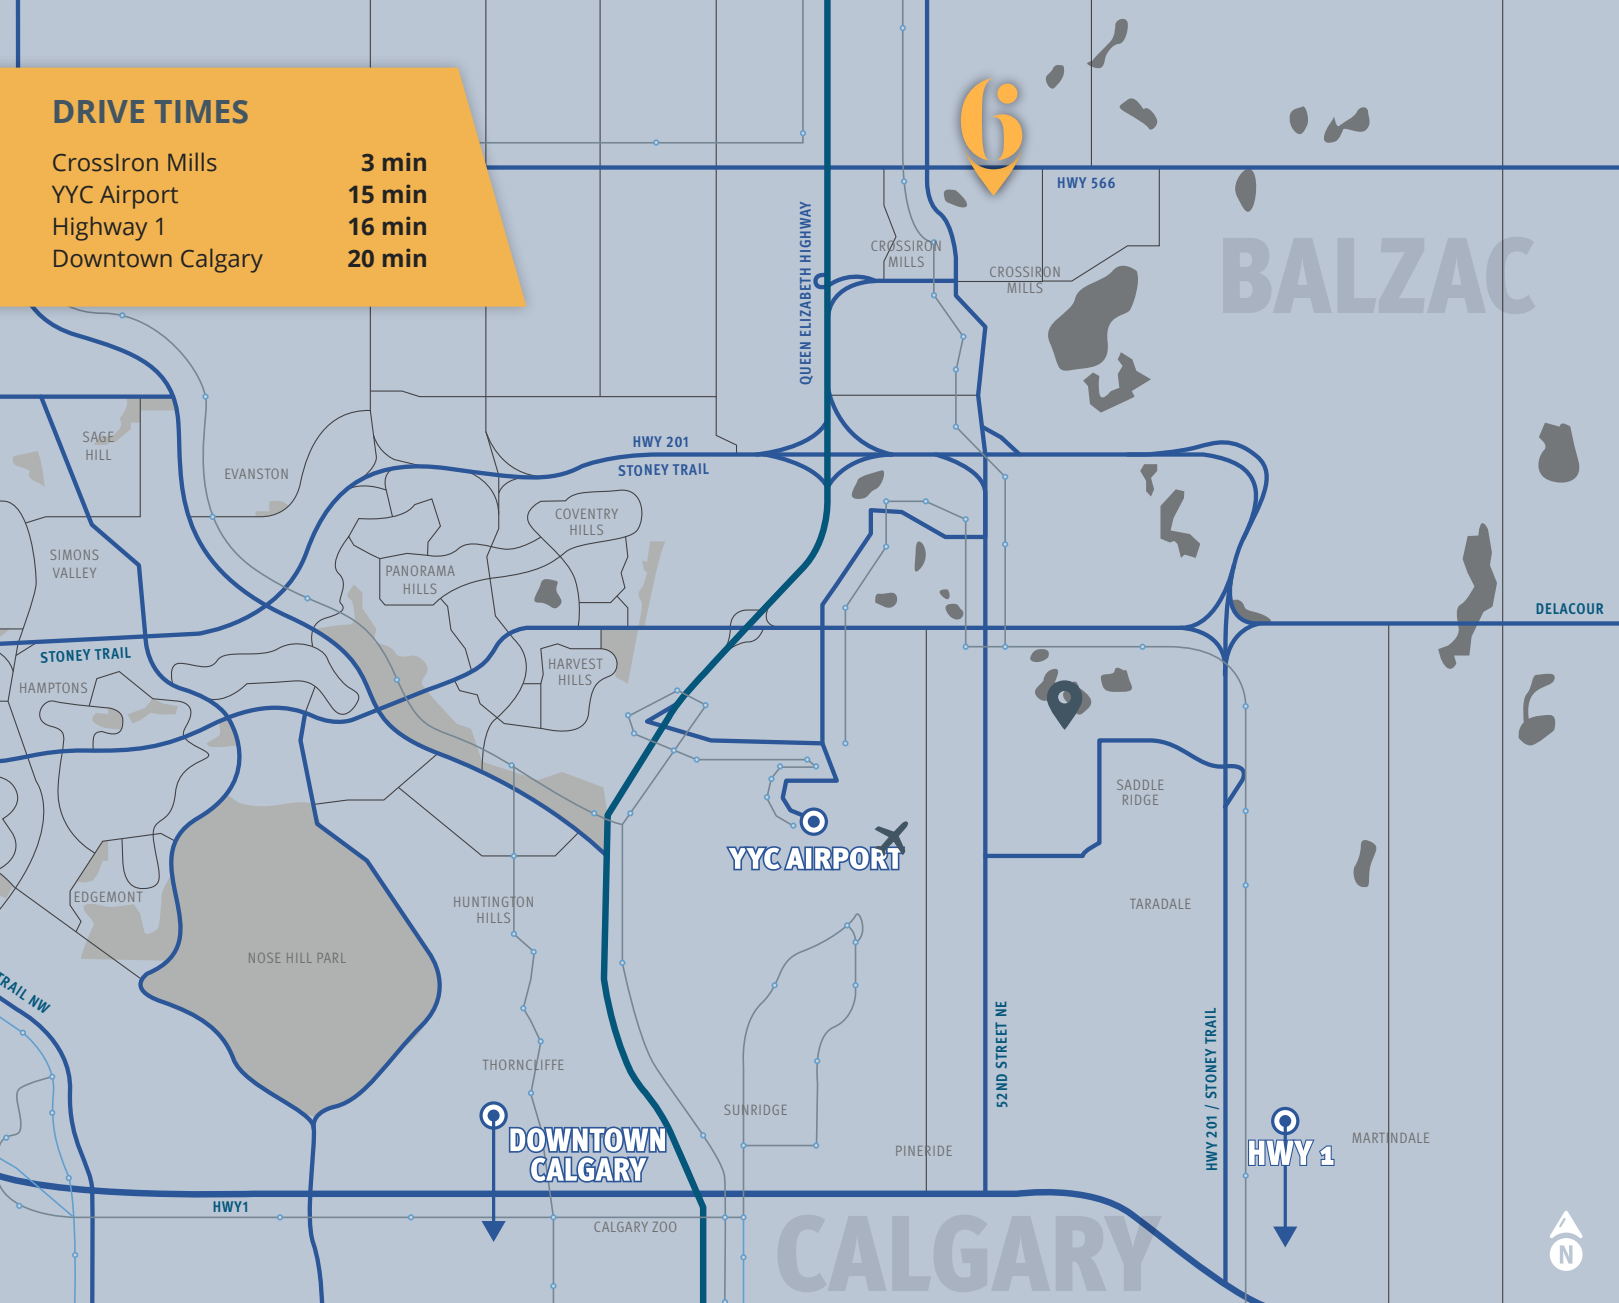 DRIVE TIMES
CrossIron Mills 3 min
YYC Airport 15 min
Highway 1 16 min
Downtown Calgary 20 min
6
HWY 566
QUEEN ELIZABETH HIGHWAY
CROSSIRON
MILLS
CROSSIRON
MILLS
BALZAC
SAGE
HILL
EVANSTON
HWY 201
STONEY TRAIL
COVENTRY
HILLS
SIMONS
VALLEY
PANORAMA
HILLS
DELACOUR
STONEY TRAIL
HAMPTONS
HARVEST
HILLS
SADDLE
RIDGE
YYC AIRPORT
EDGEMONT
HUNTINGTON
HILLS
TARADALE
NOSE HILL PARL
TRAIL NW
52ND STREET NE
HWY 201 / STONEY TRAIL
THORNCLIFFE
SUNRIDGE
DOWNTOWN
CALGARY
PINERIDE
HWY 1
MARTINDALE
HWY1
CALGARY ZOO
CALGARY
N